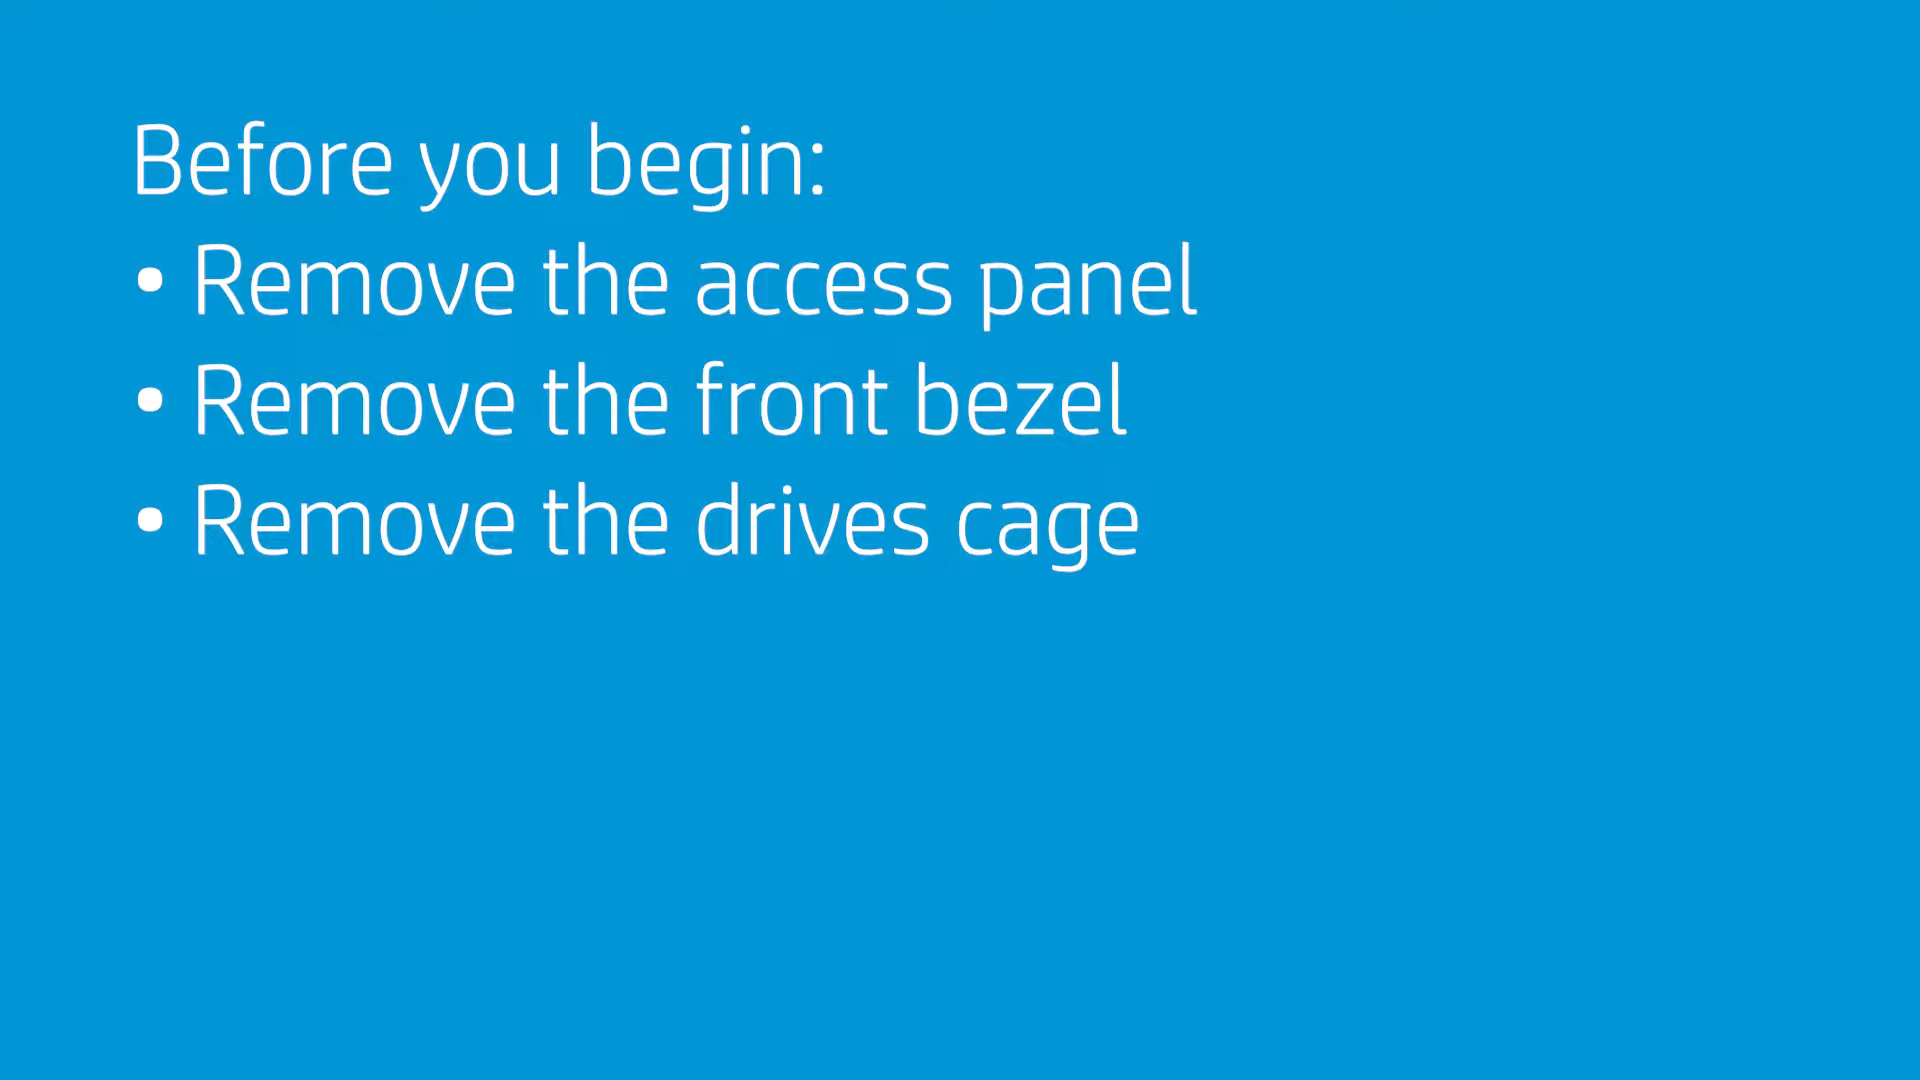 Before you begin:
• Remove the access panel
• Remove the front bezel
• Remove the drives cage